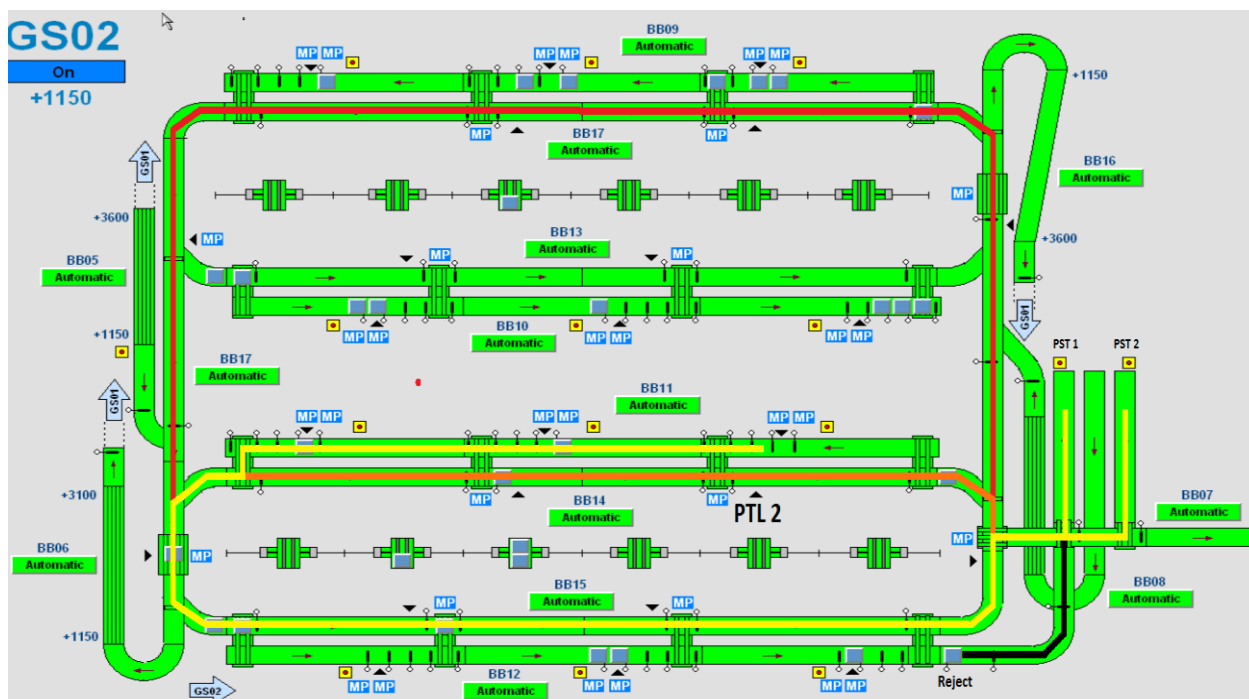 GS02
On
+1150
BB09
Automatic
MP MP
MP MP
MP MP
+1150
MP
BB17
Automatic
MP
BB16
Automatic
GS01
MP
+3600
MP
BB13
Automatic
MP
MP
+3600
BB05
Automatic
GS01
+1150
MP MP
BB10
Automatic
MP MP
MP MP
PST 1
PST 2
BB17
Automatic
GS01
BB11
Automatic
MP MP
MP MP
MP MP
+3100
MP
BB14
Automatic
MP
PTL 2
BB07
Automatic
BB06
Automatic
MP
MP
BB08
Automatic
BB15
Automatic
MP
MP
+1150
GS02
MP MP
BB12
Automatic
MP MP
MP MP
Reject